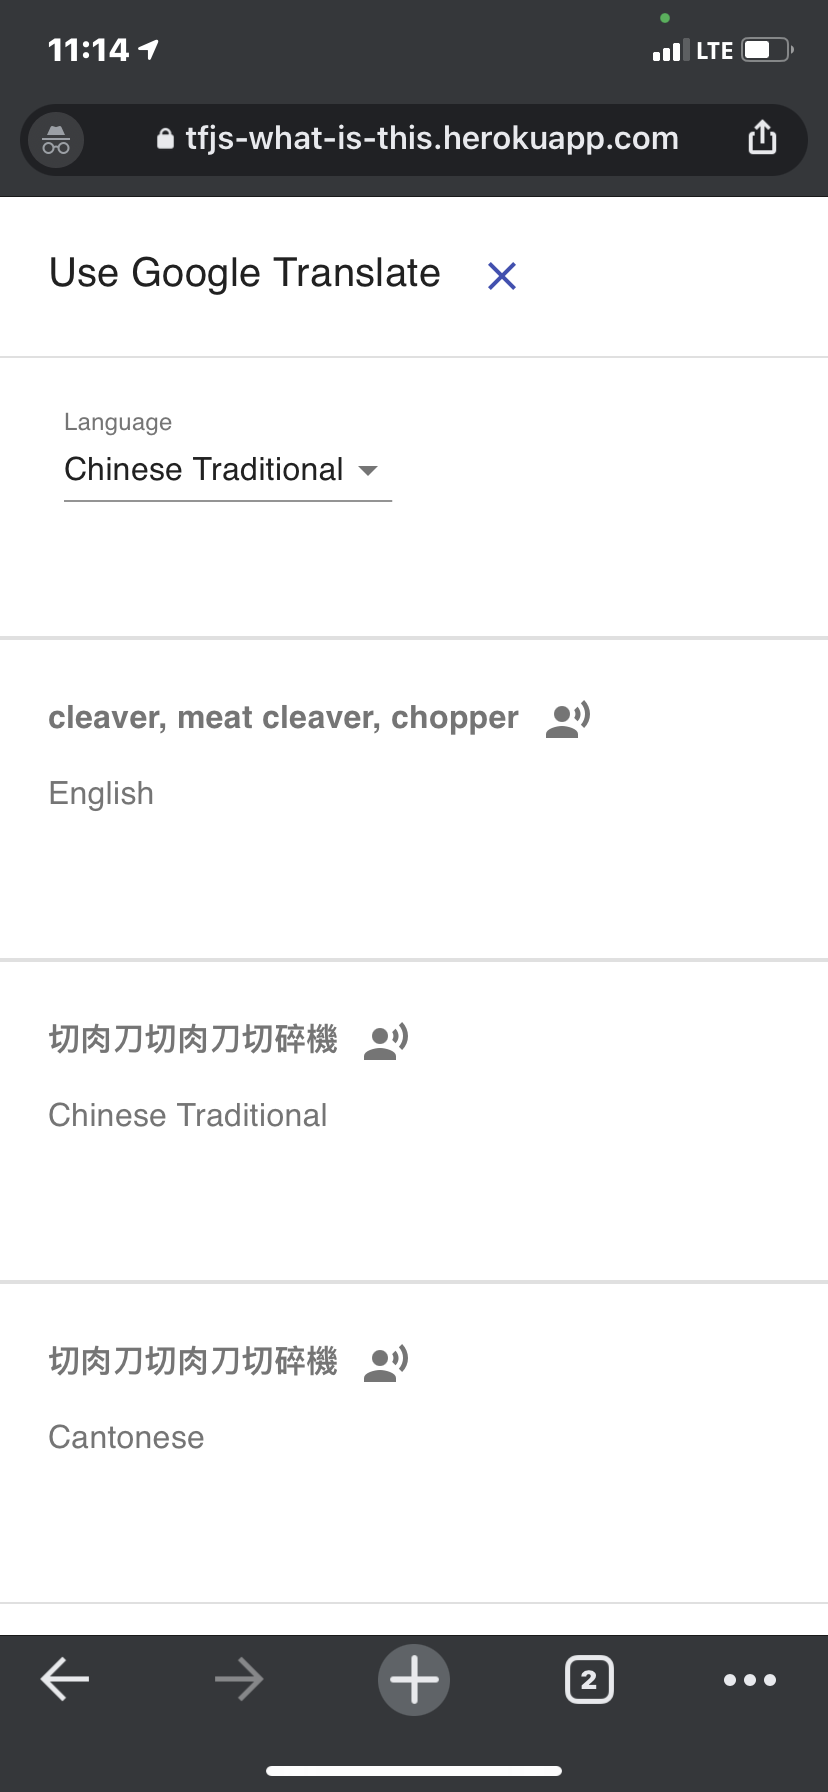 11:14
LTE
tfjs-what-is-this.herokuapp.com
Use Google Translate
Language
Chinese Traditional
cleaver, meat cleaver, chopper
English
切肉刀切肉刀切碎機
Chinese Traditional
切肉刀切肉刀切碎機
Cantonese
2